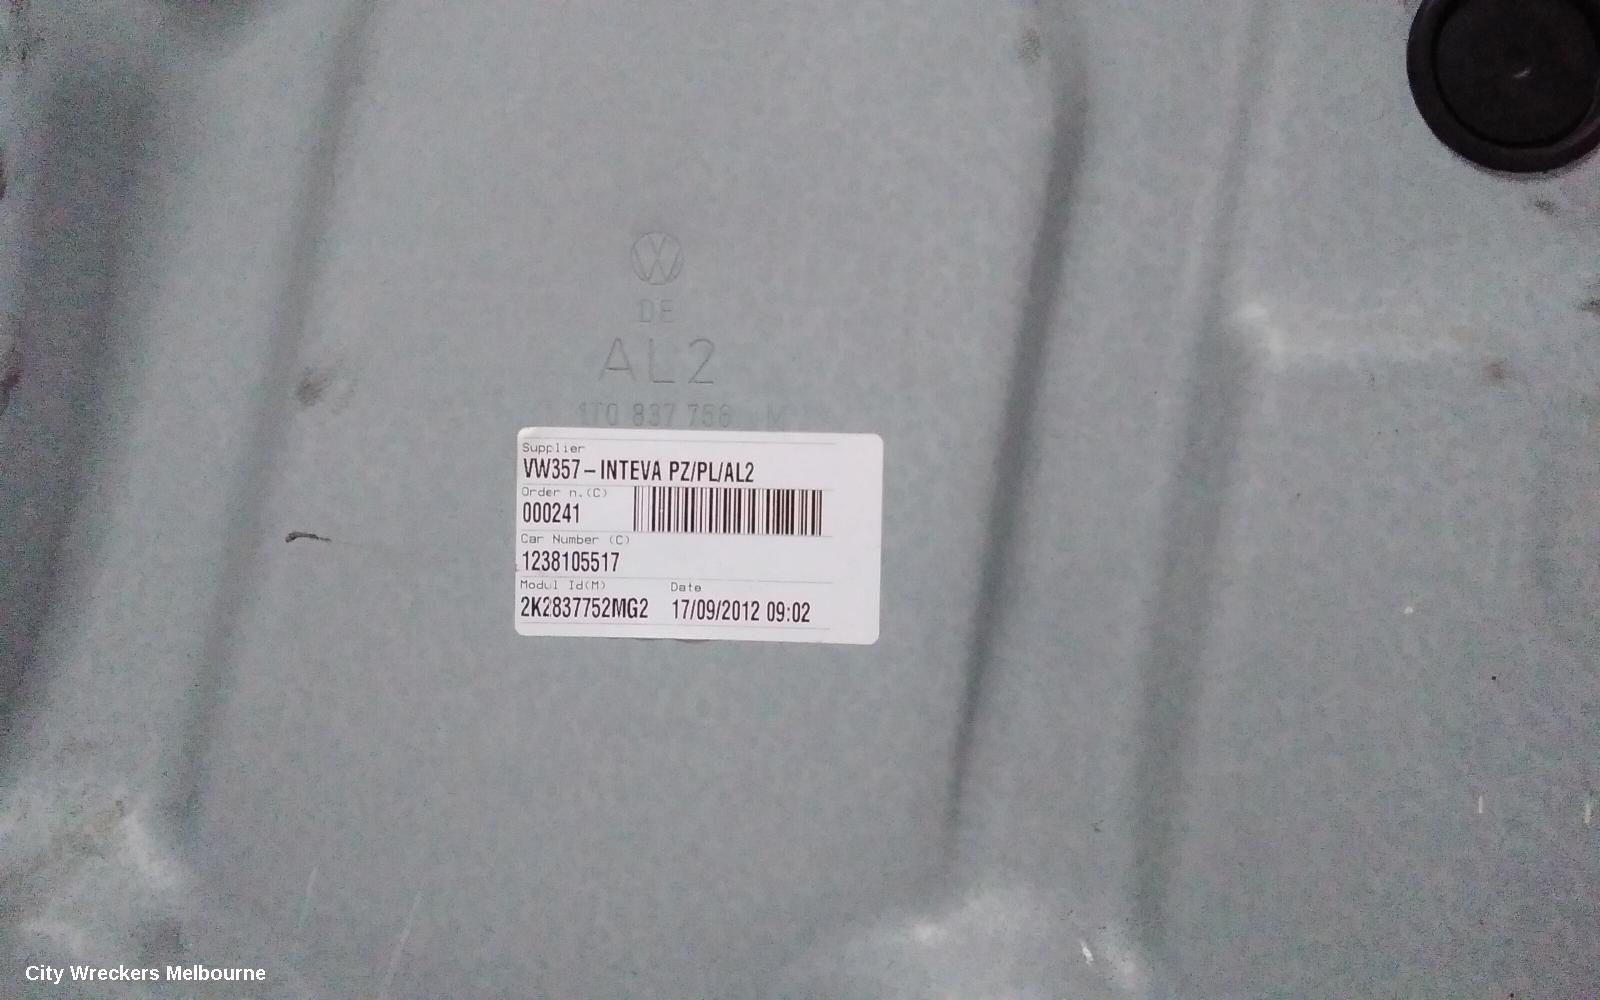 DE
AL2
1T0 837 756 M
Supplier
VW357-INTEVA PZ/PL/AL2
Order n.(C)
000241
Car Number (C)
1238105517
Modul Id(M) Date
2K2837752MG2 17/09/2012 09:02
City Wreckers Melbourne